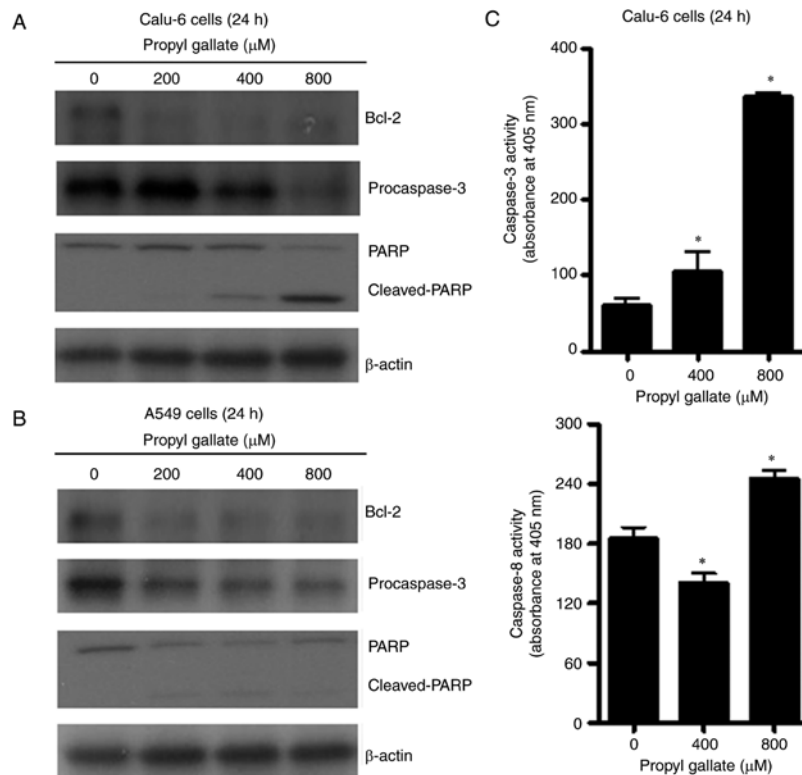 A
Calu-6 cells (24 h)
Propyl gallate (μM)
0 200 400 800
Bcl-2
Procaspase-3
PARP
Cleaved-PARP
β-actin
B
A549 cells (24 h)
Propyl gallate (μM)
0 200 400 800
Bcl-2
Procaspase-3
PARP
Cleaved-PARP
β-actin
C
Calu-6 cells (24 h)
Caspase-3 activity
(absorbance at 405 nm)
400
300
200
100
0
*
*
0 400 800
Propyl gallate (μM)
Caspase-8 activity
(absorbance at 405 nm)
300
240
180
120
60
0
*
*
0 400 800
Propyl gallate (μM)